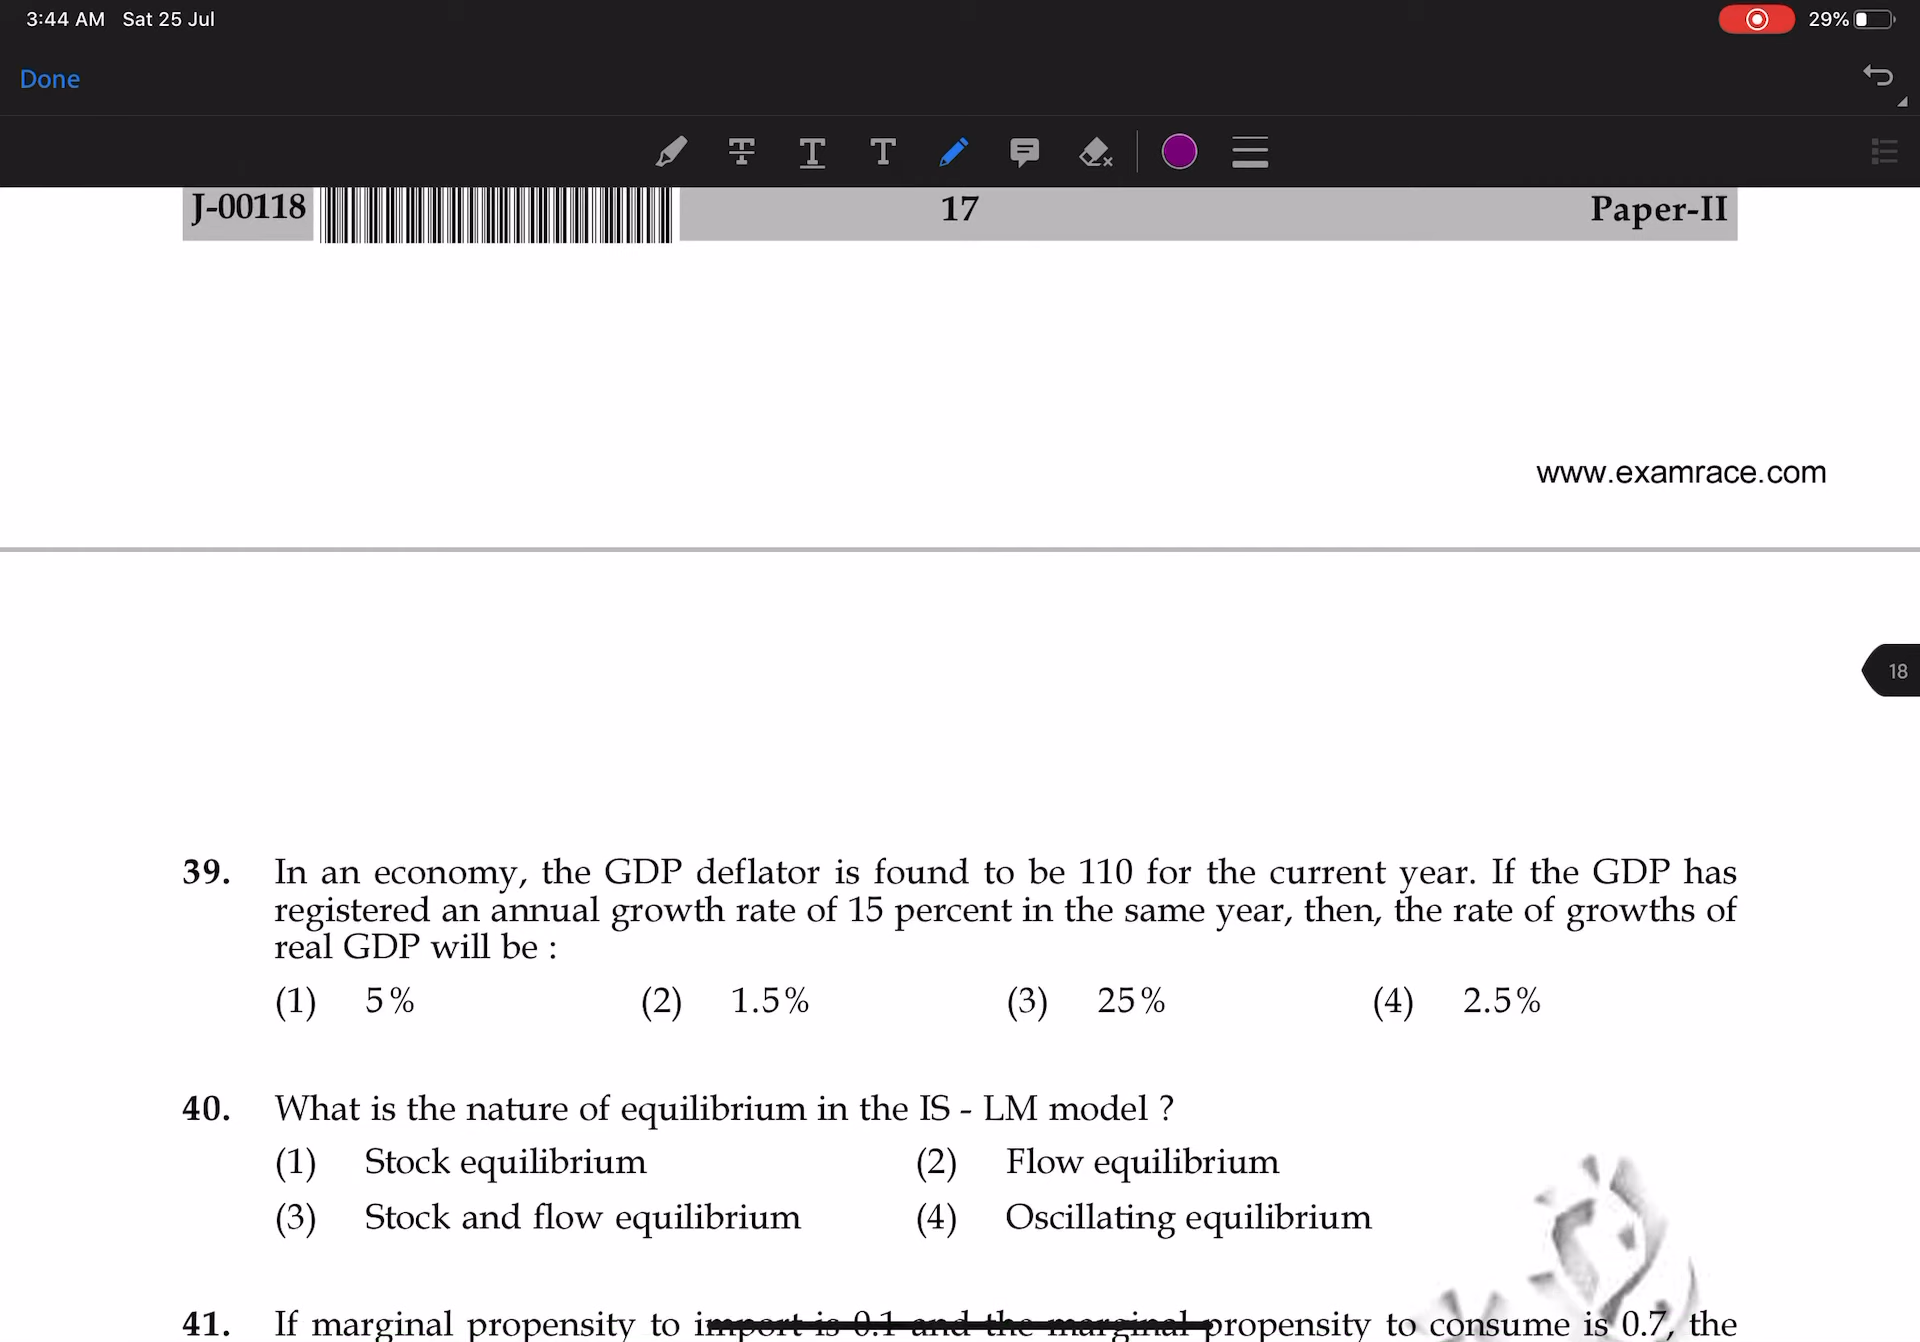 3:44 AM Sat 25 Jul
29%
Done
J-00118 17 Paper-II
www.examrace.com
18
39. In an economy, the GDP deflator is found to be 110 for the current year. If the GDP has
registered an annual growth rate of 15 percent in the same year, then, the rate of growths of
real GDP will be :
(1) 5% (2) 1.5% (3) 25% (4) 2.5%
40. What is the nature of equilibrium in the IS - LM model ?
(1) Stock equilibrium (2) Flow equilibrium
(3) Stock and flow equilibrium (4) Oscillating equilibrium
41. If marginal propensity to import is 0.1 and the marginal propensity to consume is 0.7, the